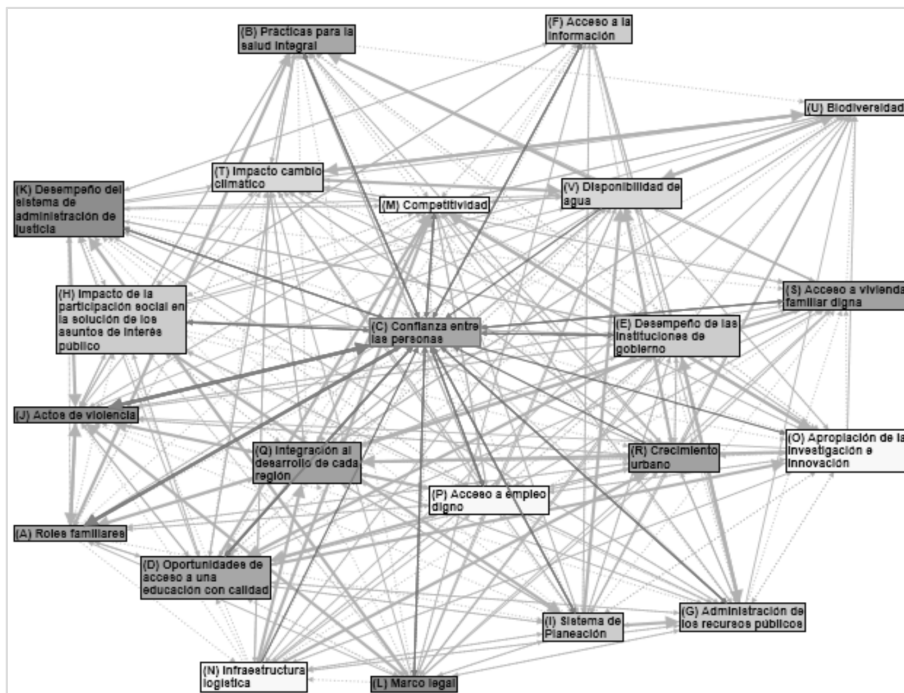 (B) Prácticas para la
salud integral
(F) Acceso a la
información
(U) Biodiversidad
(T) Impacto cambio
climático
(V) Disponibilidad de
agua
(K) Desempeño del
sistema de
administración de
justicia
(M) Competitividad
(H) Impacto de la
participación social en
la solución de los
asuntos de interés
público
(S) Acceso a vivienda
familiar digna
(C) Confianza entre
las personas
(E) Desempeño de las
instituciones de
gobierno
(J) Actos de violencia
(Q) Integración al
desarrollo de cada
región
(R) Crecimiento
urbano
(O) Apropiación de la
investigación e
innovación
(P) Acceso a empleo
digno
(A) Roles familiares
(D) Oportunidades de
acceso a una
educación con calidad
(I) Sistema de
Planeación
(G) Administración de
los recursos públicos
(N) Infraestructura
logística
(L) Marco legal